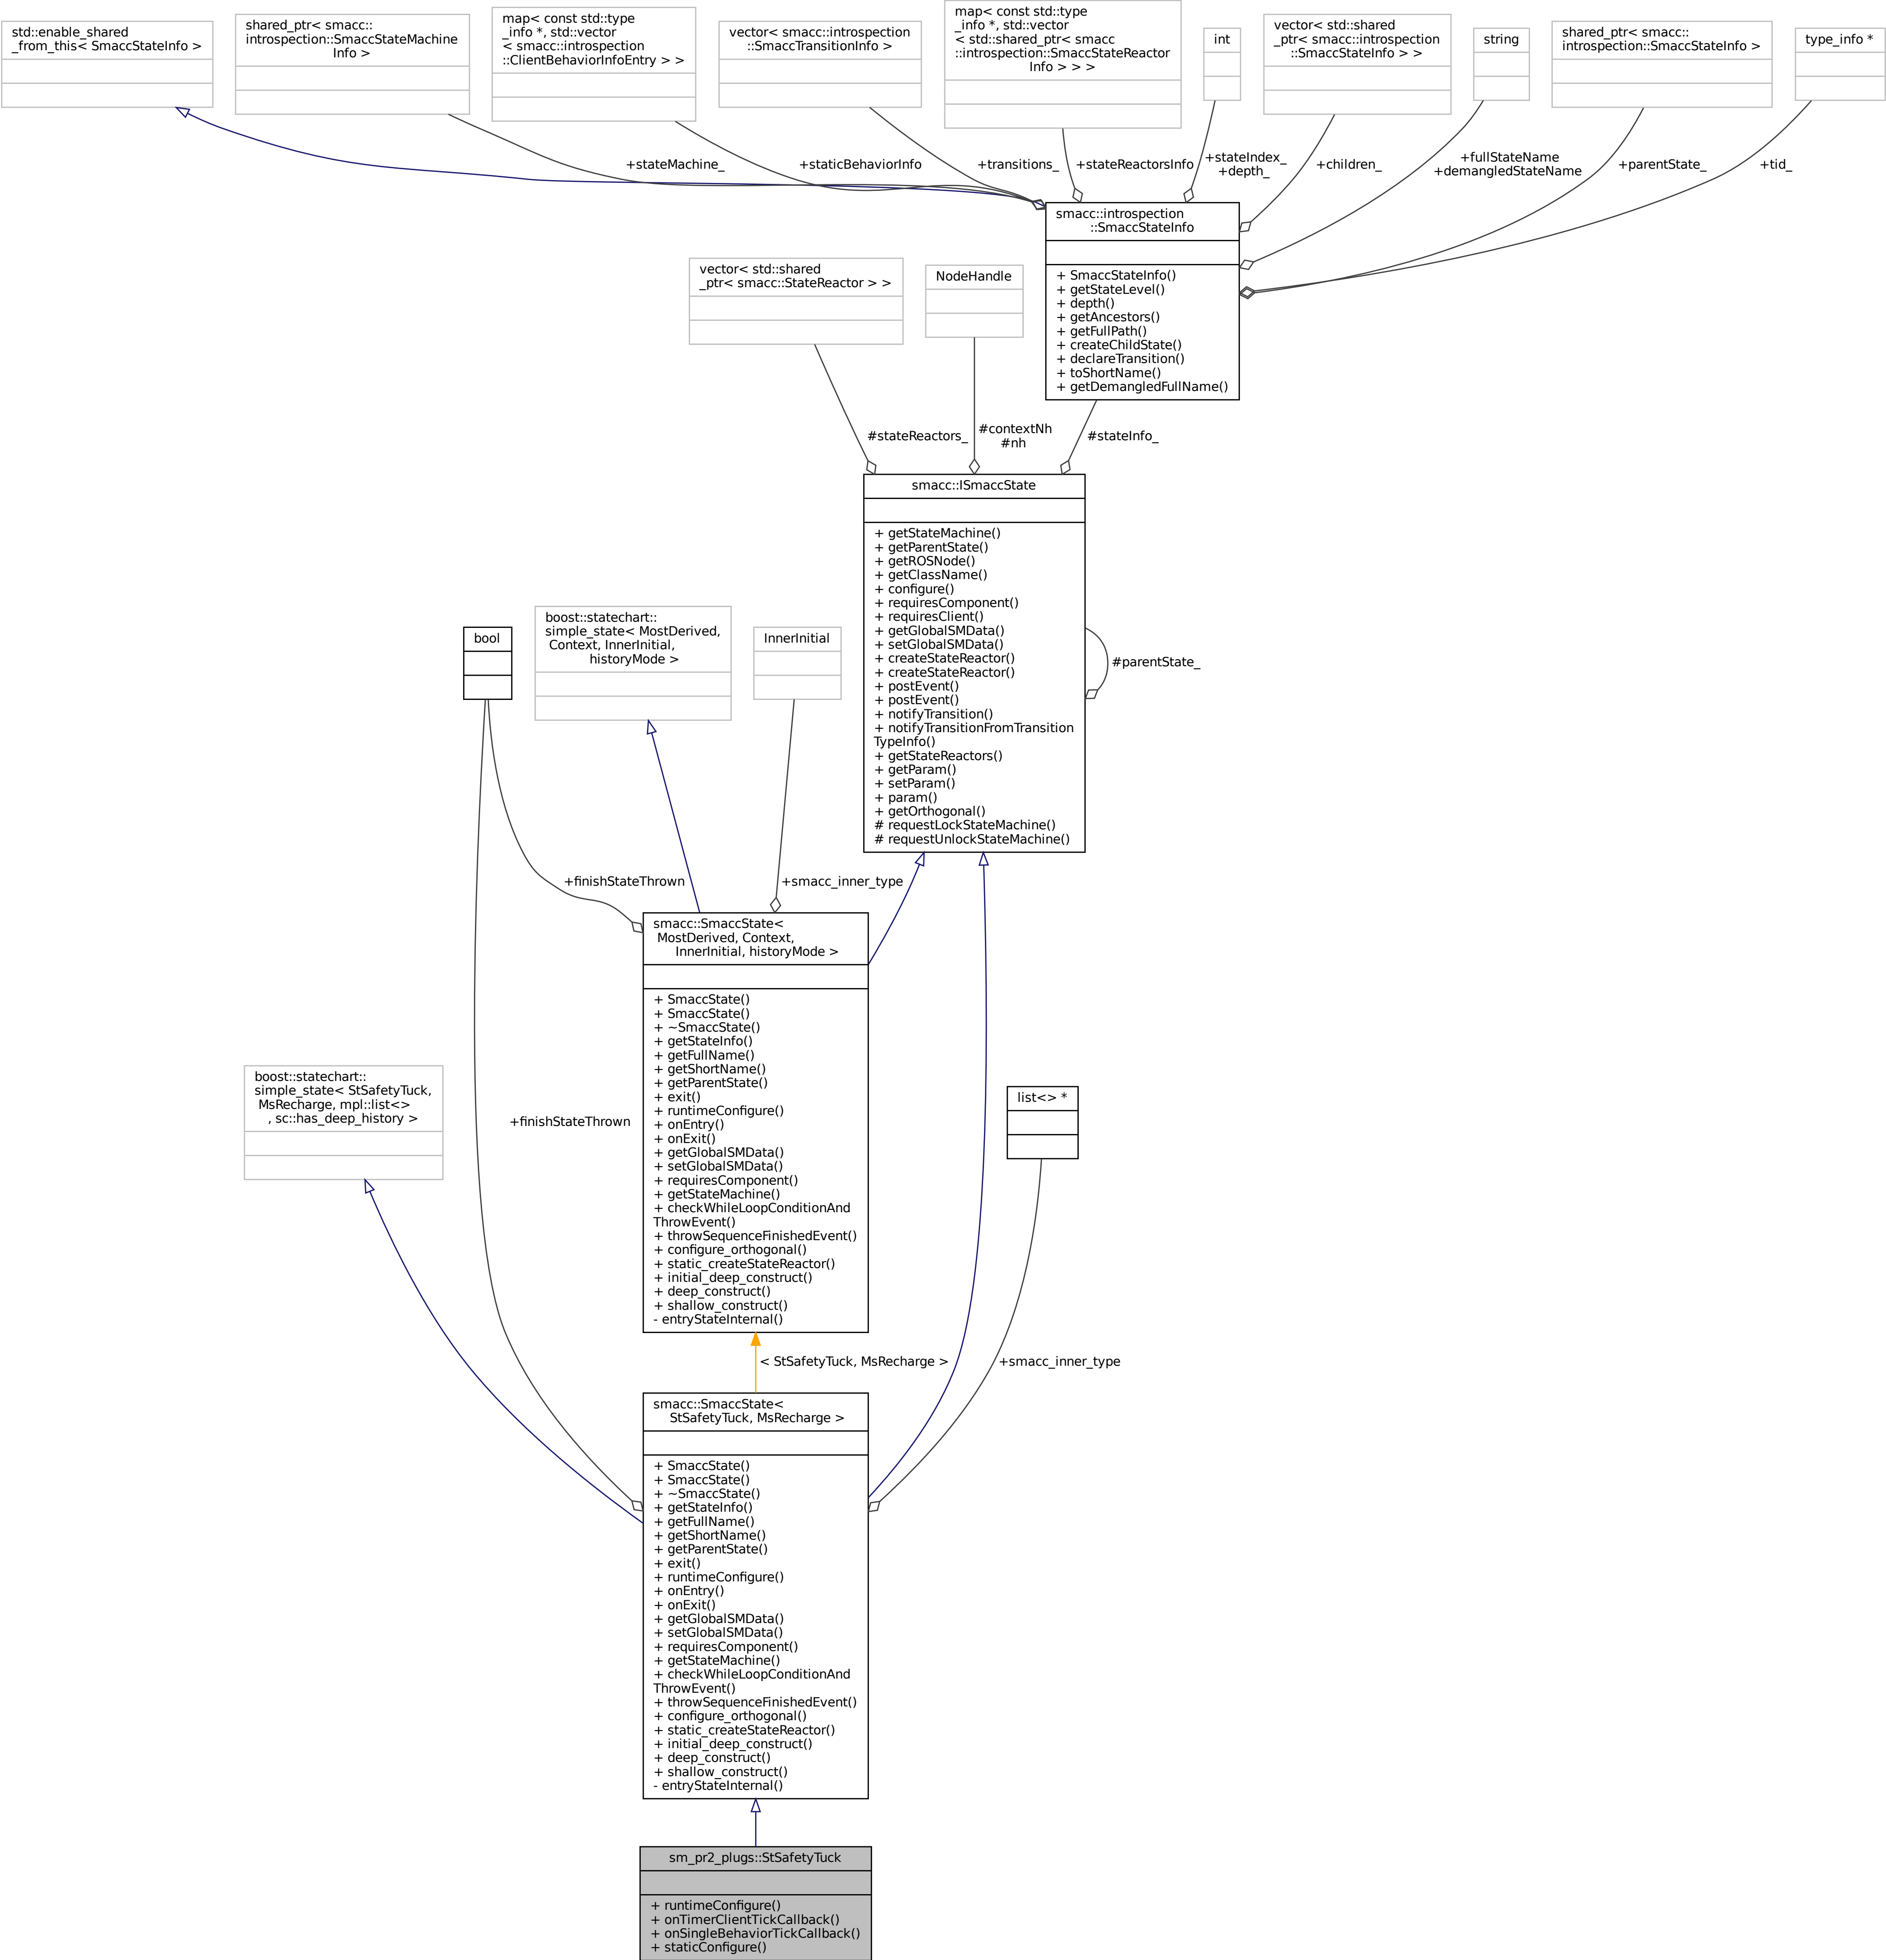 std::enable_shared
_from_this< SmaccStateInfo >
shared_ptr< smacc::
introspection::SmaccStateMachine
Info >
map< const std::type
_info *, std::vector
< smacc::introspection
::ClientBehaviorInfoEntry > >
vector< smacc::introspection
::SmaccTransitionInfo >
map< const std::type
_info *, std::vector
< std::shared_ptr< smacc
::introspection::SmaccStateReactor
Info > > >
int
vector< std::shared
_ptr< smacc::introspection
::SmaccStateInfo > >
string
shared_ptr< smacc::
introspection::SmaccStateInfo >
type_info *
+stateMachine_
+staticBehaviorInfo
+transitions_
+stateReactorsInfo
+stateIndex_
+depth_
+children_
+fullStateName
+demangledStateName
+parentState_
+tid_
smacc::introspection
::SmaccStateInfo
+ SmaccStateInfo()
+ getStateLevel()
+ depth()
+ getAncestors()
+ getFullPath()
+ createChildState()
+ declareTransition()
+ toShortName()
+ getDemangledFullName()
vector< std::shared
_ptr< smacc::StateReactor > >
NodeHandle
#stateReactors_
#contextNh
#nh
#stateInfo_
smacc::ISmaccState
+ getStateMachine()
+ getParentState()
+ getROSNode()
+ getClassName()
+ configure()
+ requiresComponent()
+ requiresClient()
+ getGlobalSMData()
+ setGlobalSMData()
+ createStateReactor()
+ createStateReactor()
+ postEvent()
+ postEvent()
+ notifyTransition()
+ notifyTransitionFromTransition
TypeInfo()
+ getStateReactors()
+ getParam()
+ setParam()
+ param()
+ getOrthogonal()
# requestLockStateMachine()
# requestUnlockStateMachine()
#parentState_
bool
boost::statechart::
simple_state< MostDerived,
Context, InnerInitial,
historyMode >
InnerInitial
+finishStateThrown
+smacc_inner_type
smacc::SmaccState<
MostDerived, Context,
InnerInitial, historyMode >
+ SmaccState()
+ SmaccState()
+ ~SmaccState()
+ getStateInfo()
+ getFullName()
+ getShortName()
+ getParentState()
+ exit()
+ runtimeConfigure()
+ onEntry()
+ onExit()
+ getGlobalSMData()
+ setGlobalSMData()
+ requiresComponent()
+ getStateMachine()
+ checkWhileLoopConditionAnd
ThrowEvent()
+ throwSequenceFinishedEvent()
+ configure_orthogonal()
+ static_createStateReactor()
+ initial_deep_construct()
+ deep_construct()
+ shallow_construct()
- entryStateInternal()
boost::statechart::
simple_state< StSafetyTuck,
MsRecharge, mpl::list<>
, sc::has_deep_history >
+finishStateThrown
list<> *
< StSafetyTuck, MsRecharge >
+smacc_inner_type
smacc::SmaccState<
StSafetyTuck, MsRecharge >
+ SmaccState()
+ SmaccState()
+ ~SmaccState()
+ getStateInfo()
+ getFullName()
+ getShortName()
+ getParentState()
+ exit()
+ runtimeConfigure()
+ onEntry()
+ onExit()
+ getGlobalSMData()
+ setGlobalSMData()
+ requiresComponent()
+ getStateMachine()
+ checkWhileLoopConditionAnd
ThrowEvent()
+ throwSequenceFinishedEvent()
+ configure_orthogonal()
+ static_createStateReactor()
+ initial_deep_construct()
+ deep_construct()
+ shallow_construct()
- entryStateInternal()
sm_pr2_plugs::StSafetyTuck
+ runtimeConfigure()
+ onTimerClientTickCallback()
+ onSingleBehaviorTickCallback()
+ staticConfigure()